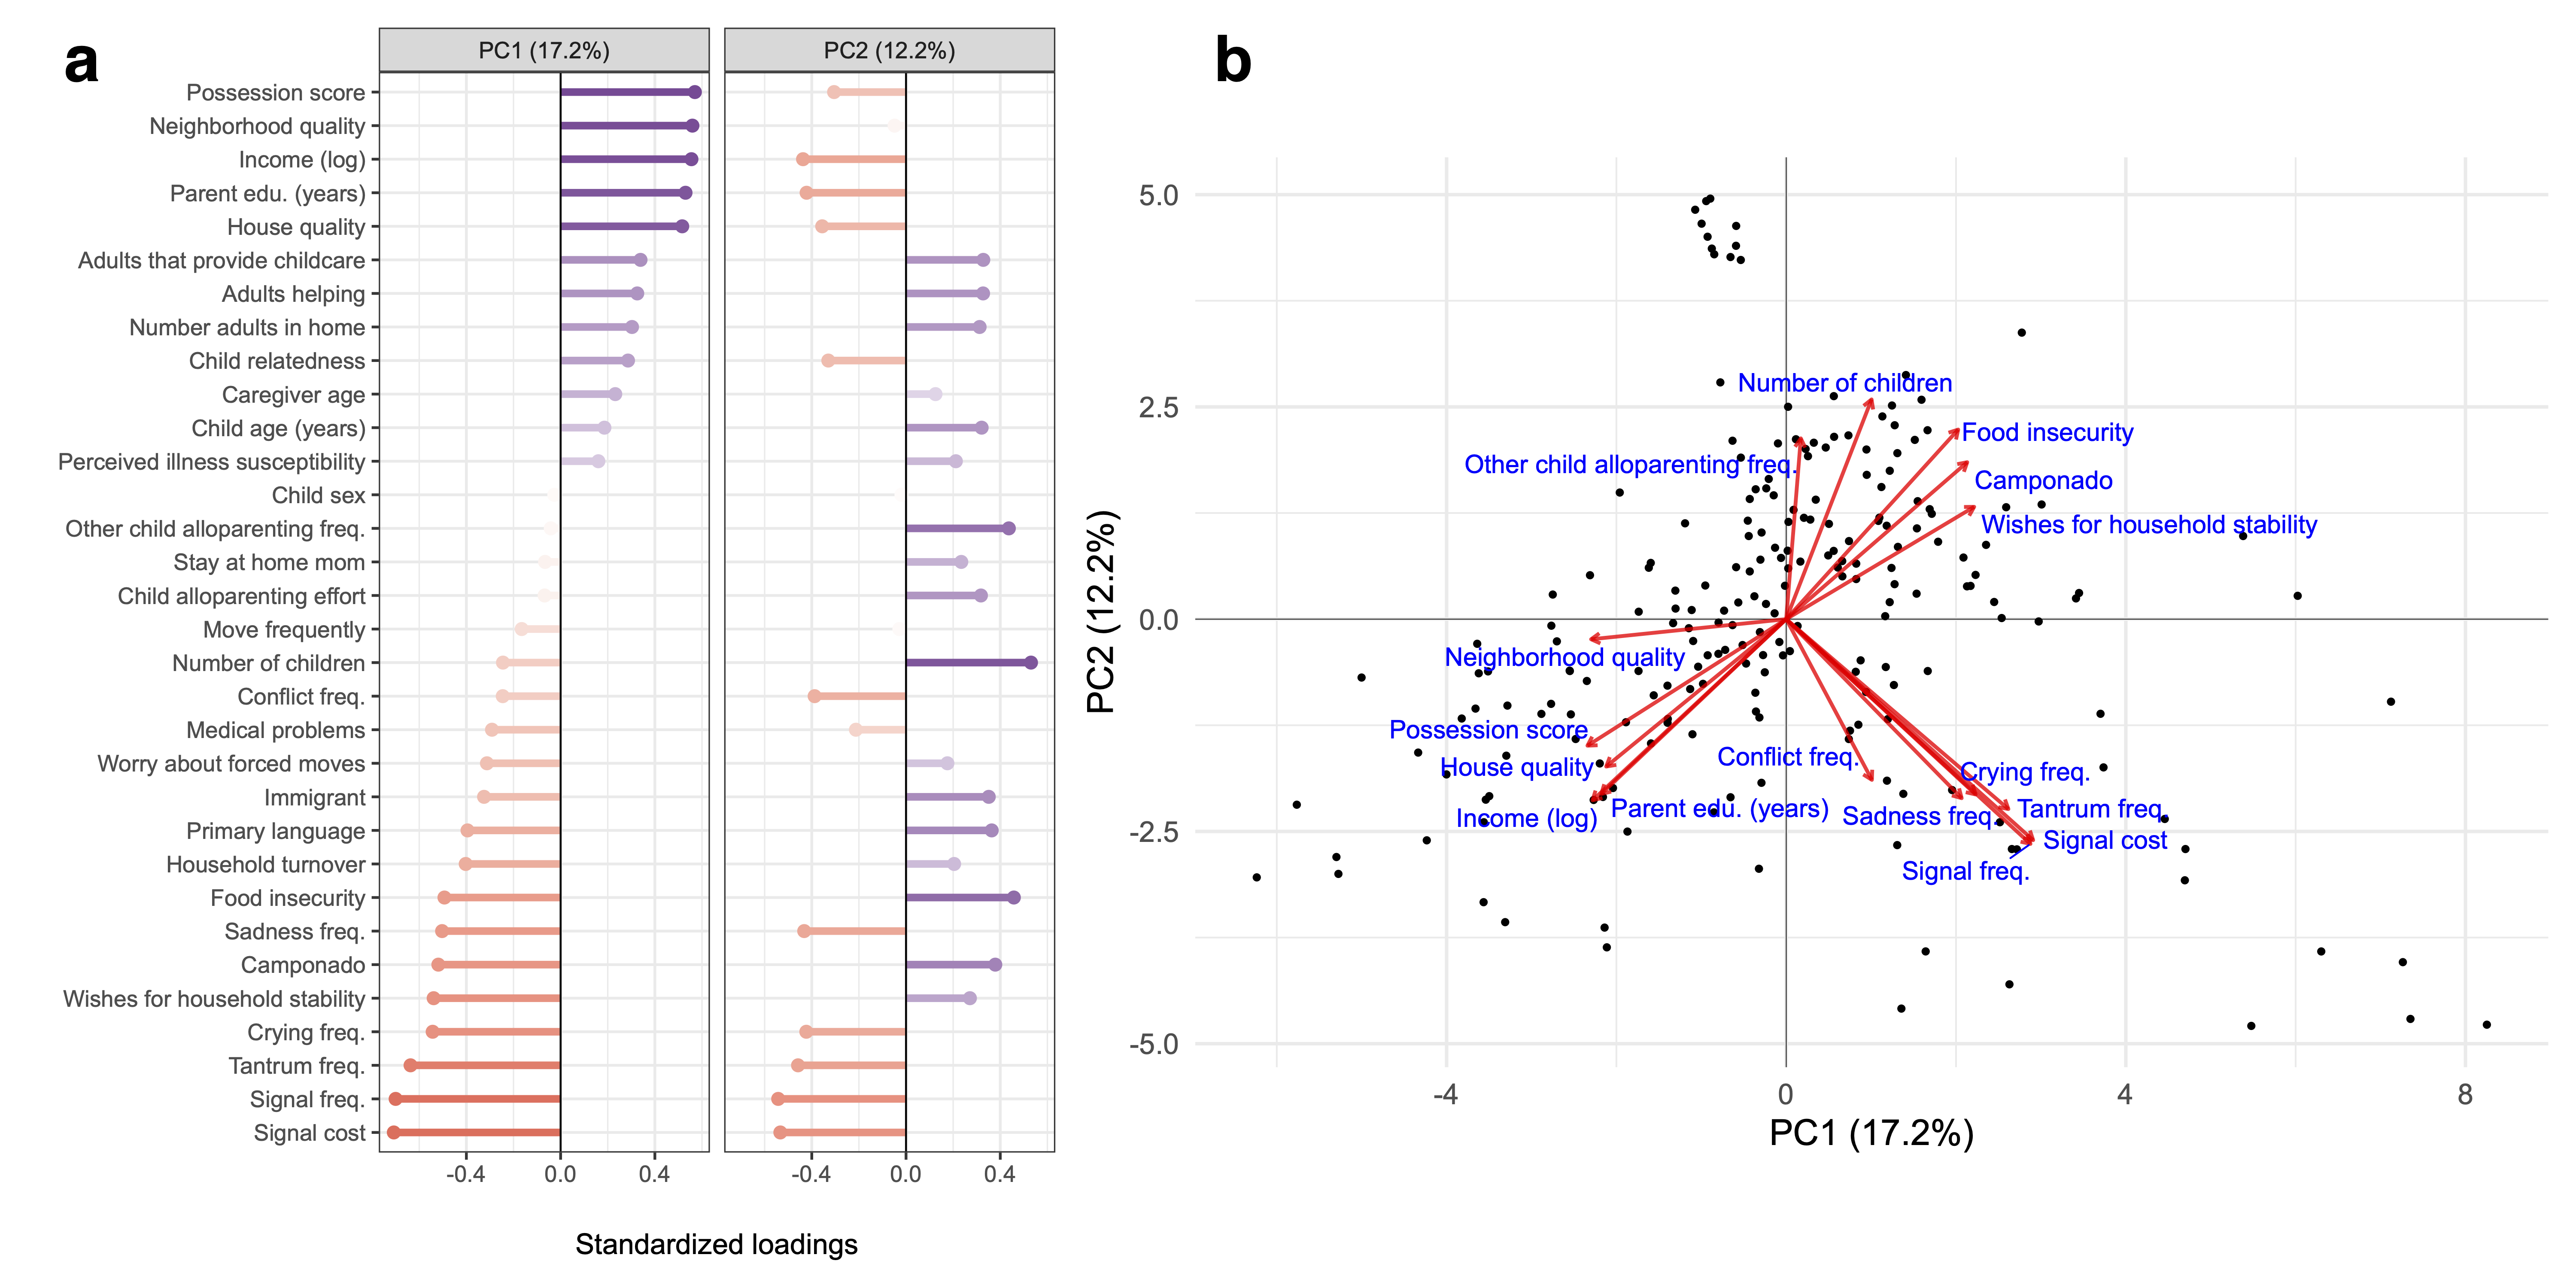 a
PC1 (17.2%)
PC2 (12.2%)
Possession score
Neighborhood quality
Income (log)
Parent edu. (years)
House quality
Adults that provide childcare
Adults helping
Number adults in home
Child relatedness
Caregiver age
Child age (years)
Perceived illness susceptibility
Child sex
Other child alloparenting freq.
Stay at home mom
Child alloparenting effort
Move frequently
Number of children
Conflict freq.
Medical problems
Worry about forced moves
Immigrant
Primary language
Household turnover
Food insecurity
Sadness freq.
Camponado
Wishes for household stability
Crying freq.
Tantrum freq.
Signal freq.
Signal cost
-0.4 0.0 0.4
-0.4 0.0 0.4
Standardized loadings
b
PC2 (12.2%)
5.0
2.5
0.0
-2.5
-5.0
Number of children
Food insecurity
Other child alloparenting freq.
Camponado
Wishes for household stability
Neighborhood quality
Possession score
Conflict freq.
House quality
Crying freq.
Income (log)
Parent edu. (years)
Sadness freq.
Tantrum freq.
Signal cost
Signal freq.
-4 0 4 8
PC1 (17.2%)